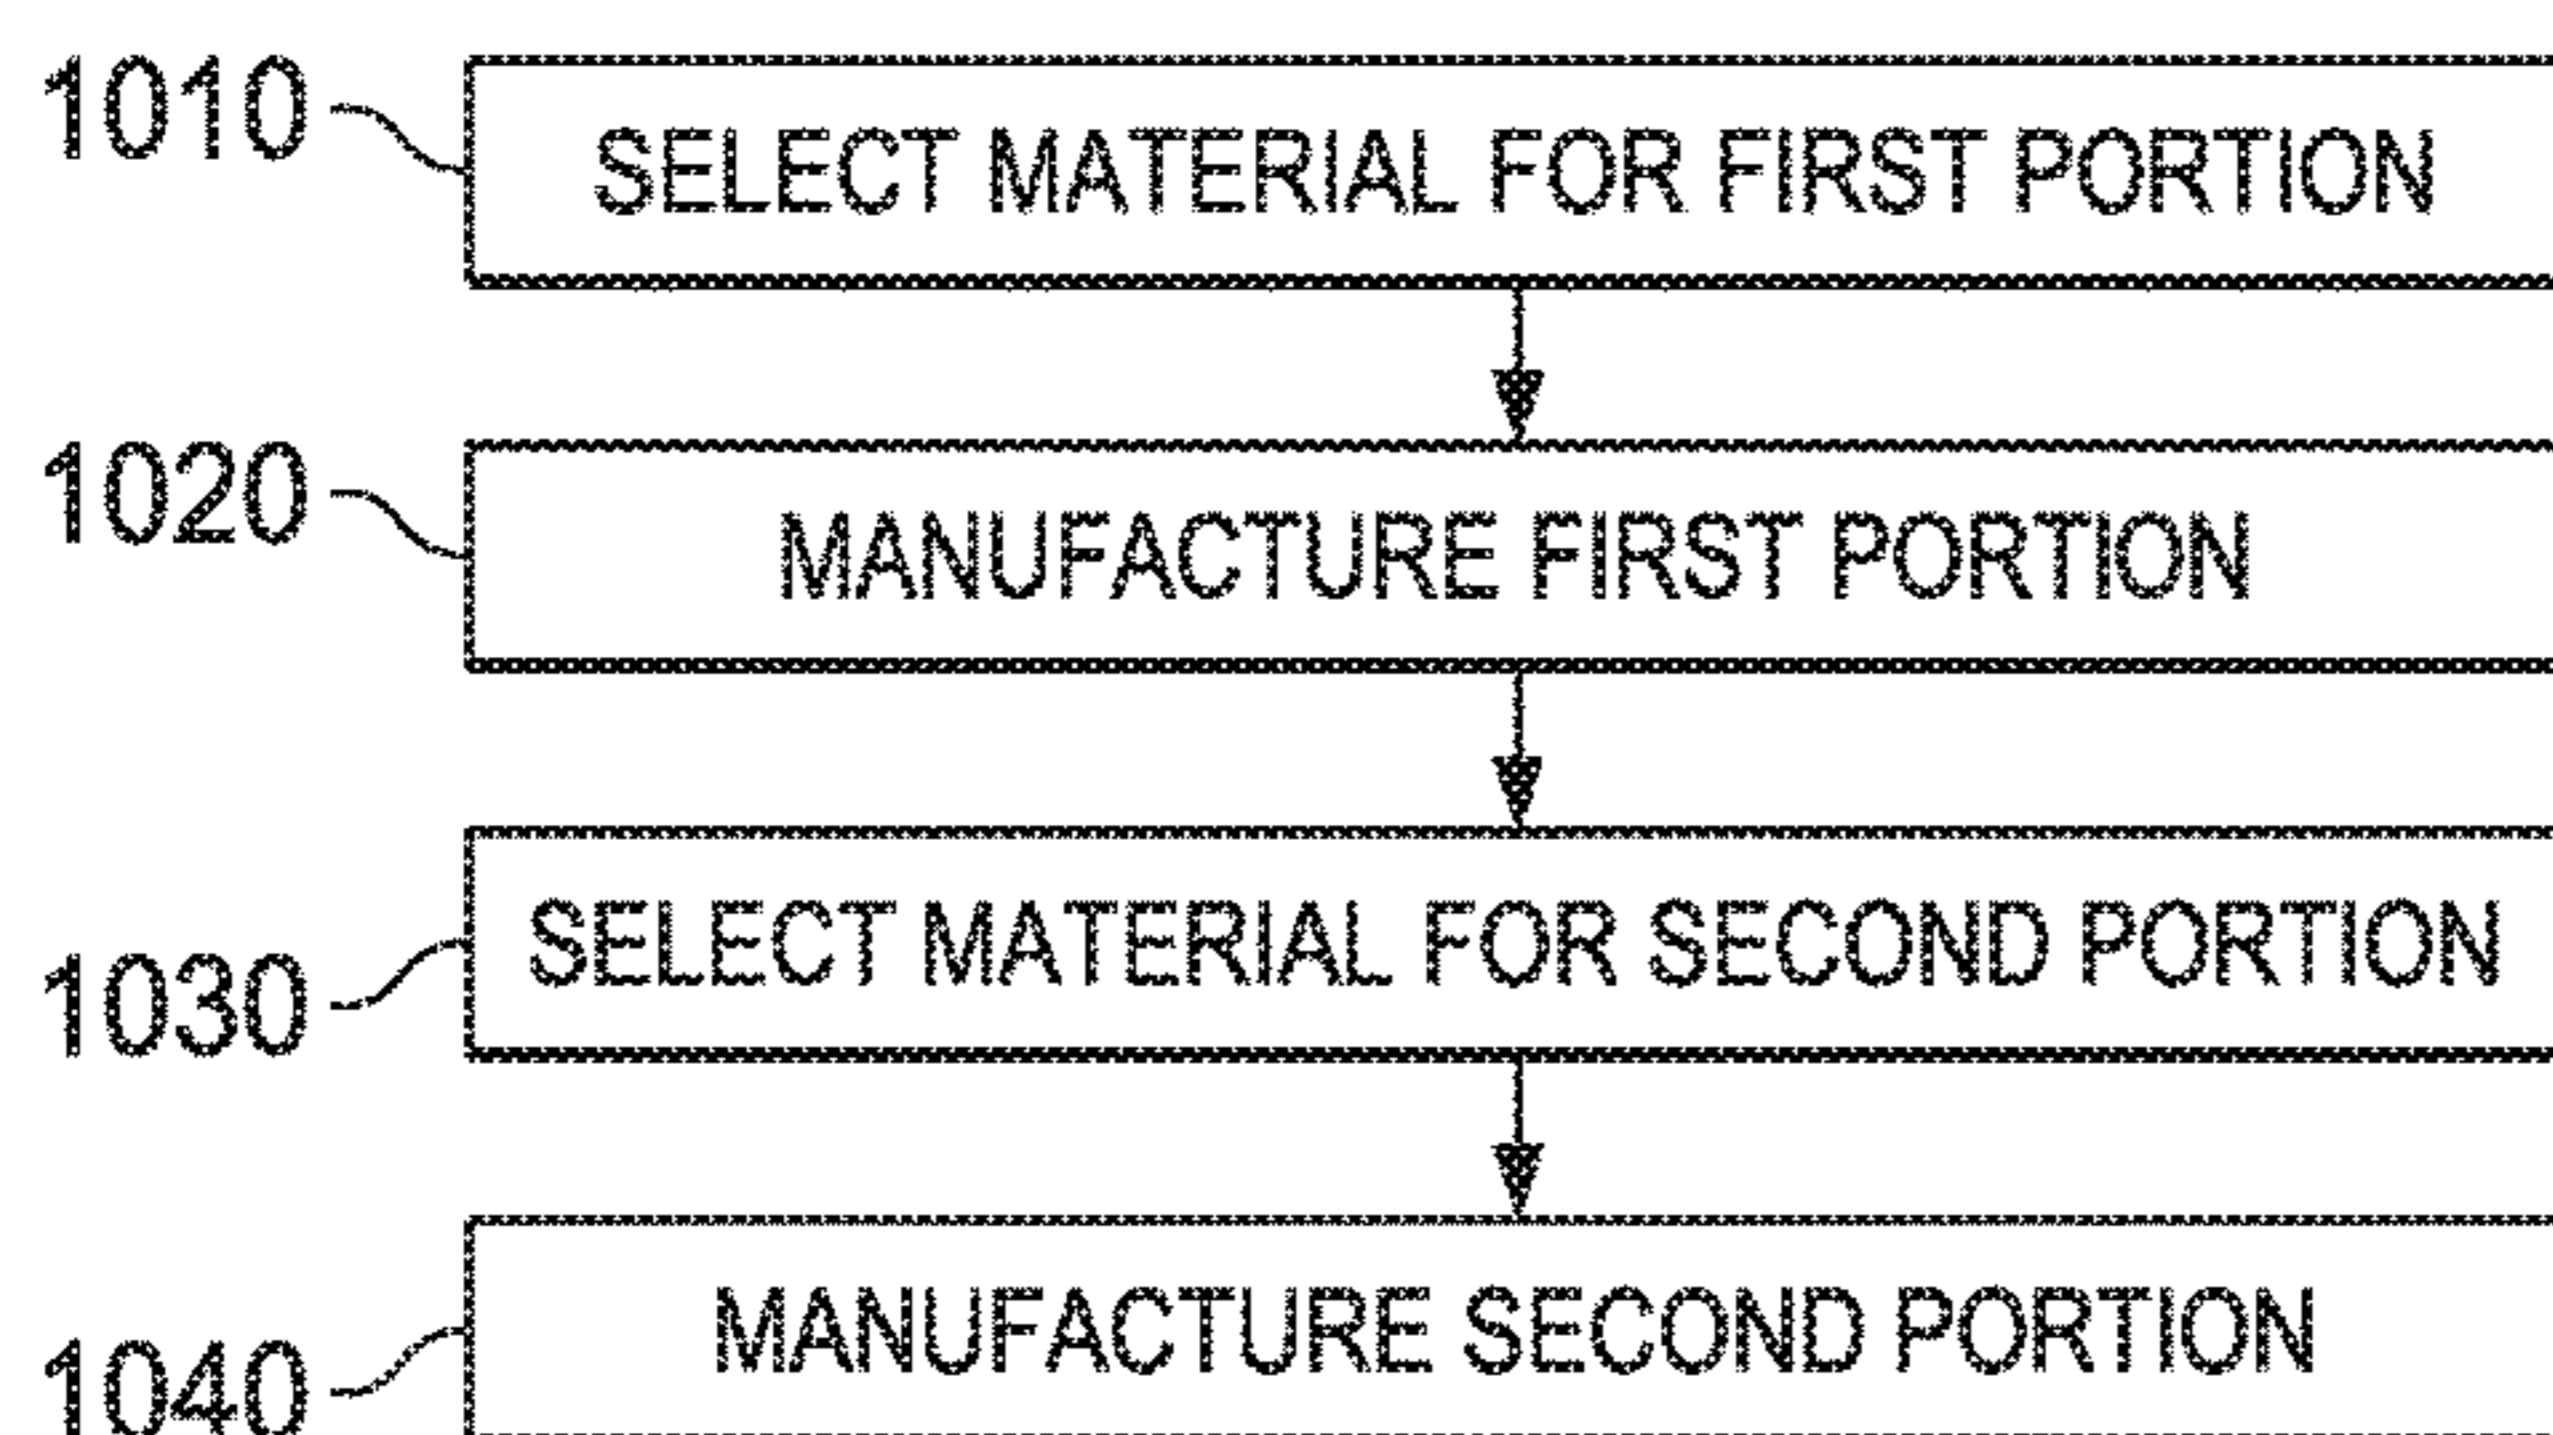 1010 SELECT MATERIAL FOR FIRST PORTION
1020 MANUFACTURE FIRST PORTION
1030 SELECT MATERIAL FOR SECOND PORTION
1040 MANUFACTURE SECOND PORTION